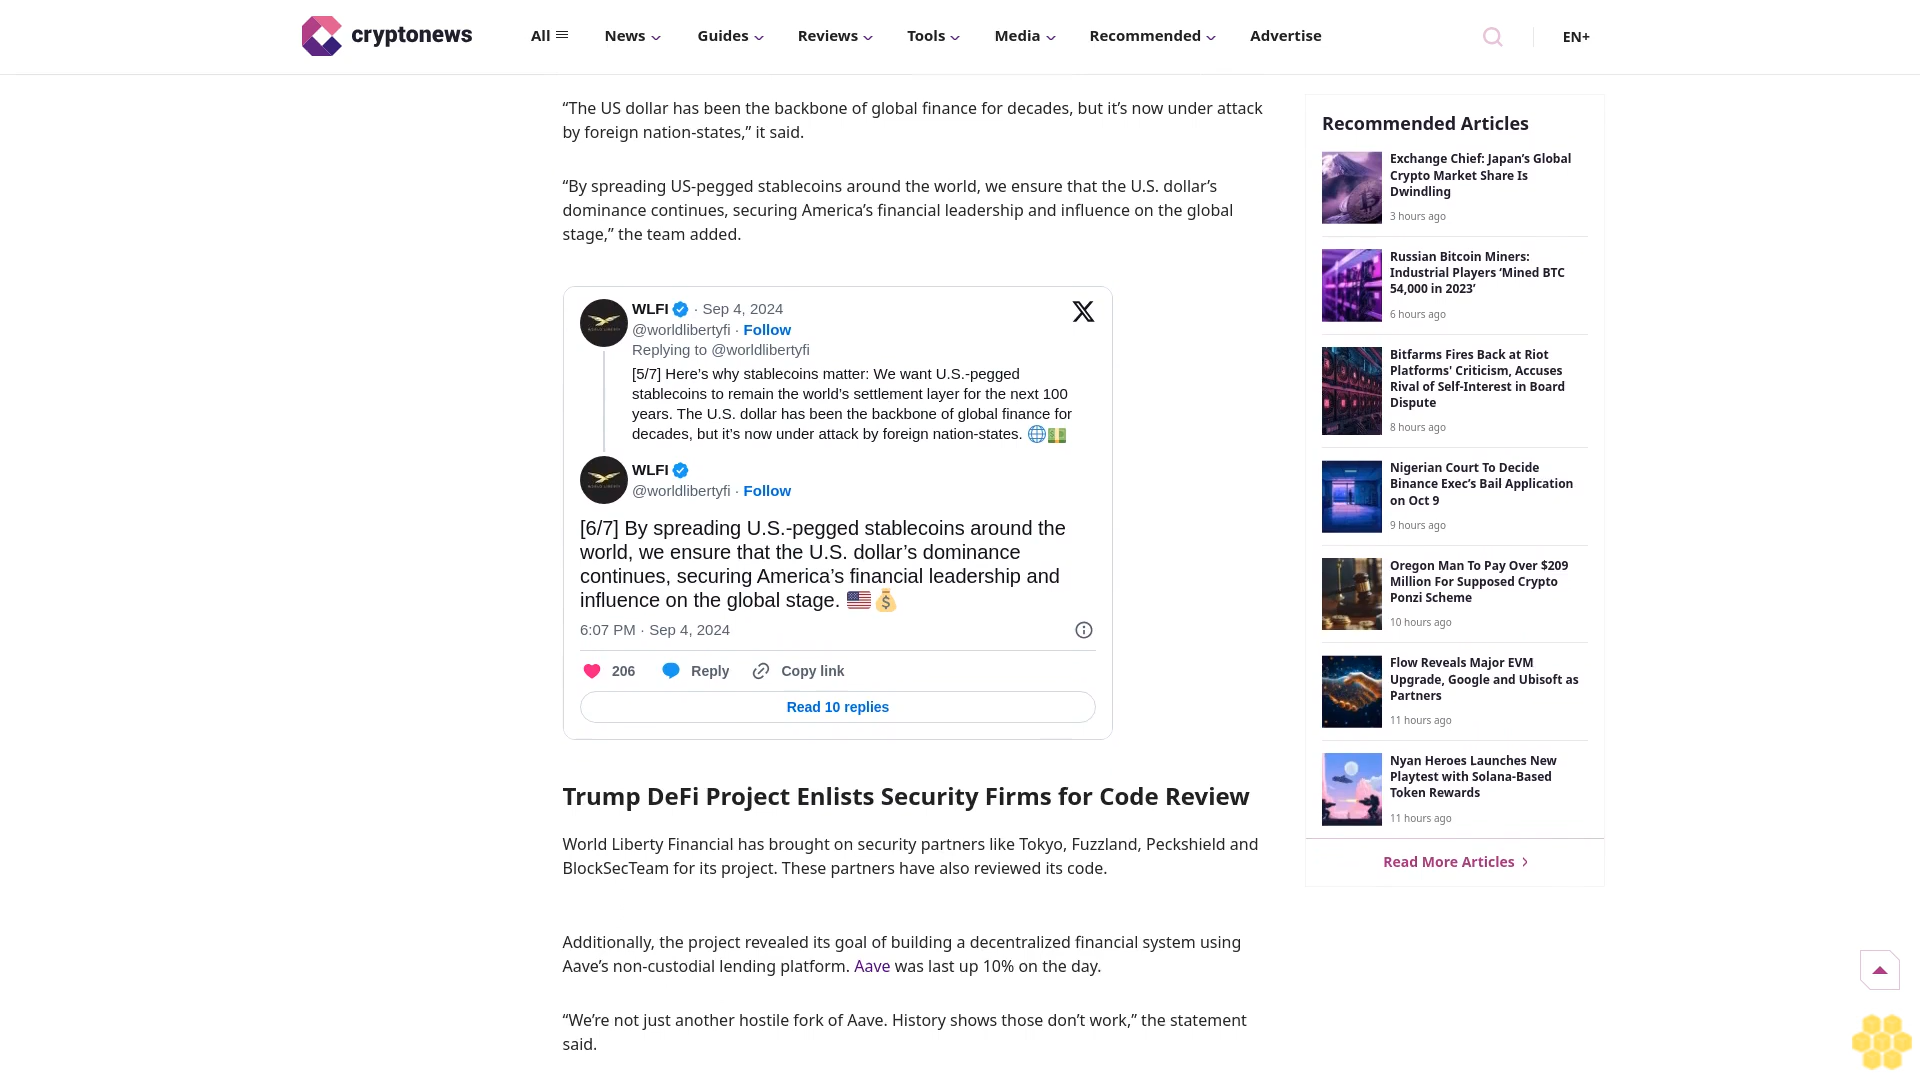 cryptonews
All
News
Guides
Reviews
Tools
Media
Recommended
Advertise
EN+
“The US dollar has been the backbone of global finance for decades, but it’s now under attack
by foreign nation-states,” it said.
“By spreading US-pegged stablecoins around the world, we ensure that the U.S. dollar’s
dominance continues, securing America’s financial leadership and influence on the global
stage,” the team added.
WLFI · Sep 4, 2024
@worldlibertyfi · Follow
Replying to @worldlibertyfi
[5/7] Here’s why stablecoins matter: We want U.S.-pegged
stablecoins to remain the world’s settlement layer for the next 100
years. The U.S. dollar has been the backbone of global finance for
decades, but it’s now under attack by foreign nation-states. 🌐💵
WLFI
@worldlibertyfi · Follow
[6/7] By spreading U.S.-pegged stablecoins around the
world, we ensure that the U.S. dollar’s dominance
continues, securing America’s financial leadership and
influence on the global stage. 🇺🇸💰
6:07 PM · Sep 4, 2024
206
Reply
Copy link
Read 10 replies
Trump DeFi Project Enlists Security Firms for Code Review
World Liberty Financial has brought on security partners like Tokyo, Fuzzland, Peckshield and
BlockSecTeam for its project. These partners have also reviewed its code.
Additionally, the project revealed its goal of building a decentralized financial system using
Aave’s non-custodial lending platform. Aave was last up 10% on the day.
“We’re not just another hostile fork of Aave. History shows those don’t work,” the statement
said.
Recommended Articles
Exchange Chief: Japan’s Global
Crypto Market Share Is
Dwindling
3 hours ago
Russian Bitcoin Miners:
Industrial Players ‘Mined BTC
54,000 in 2023’
6 hours ago
Bitfarms Fires Back at Riot
Platforms' Criticism, Accuses
Rival of Self-Interest in Board
Dispute
8 hours ago
Nigerian Court To Decide
Binance Exec’s Bail Application
on Oct 9
9 hours ago
Oregon Man To Pay Over $209
Million For Supposed Crypto
Ponzi Scheme
10 hours ago
Flow Reveals Major EVM
Upgrade, Google and Ubisoft as
Partners
11 hours ago
Nyan Heroes Launches New
Playtest with Solana-Based
Token Rewards
11 hours ago
Read More Articles